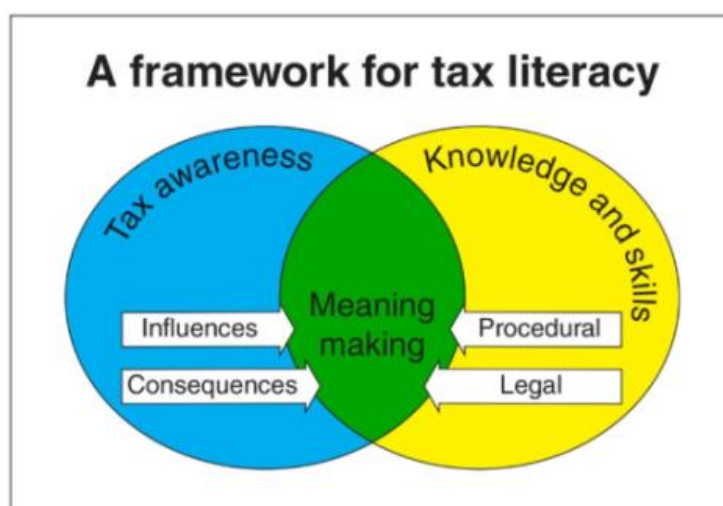 A framework for tax literacy
Tax awareness
Knowledge and skills
Meaning
making
Influences
Procedural
Consequences
Legal